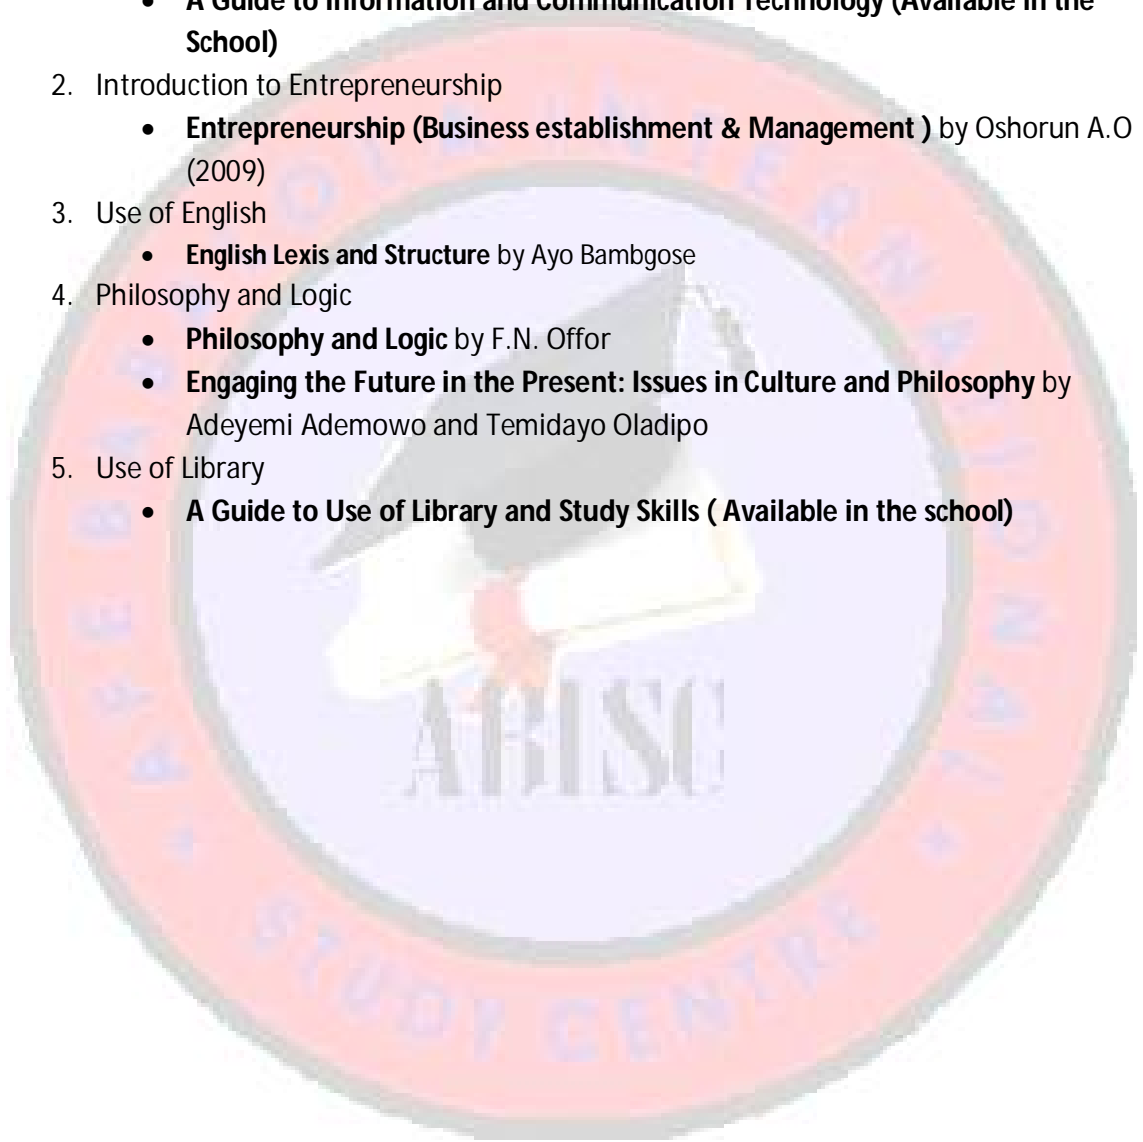 • A Guide to Information and Communication Technology (Available in the
School)
2. Introduction to Entrepreneurship
• Entrepreneurship (Business establishment & Management ) by Oshorun A.O
(2009)
3. Use of English
• English Lexis and Structure by Ayo Bambgose
4. Philosophy and Logic
• Philosophy and Logic by F.N. Offor
• Engaging the Future in the Present: Issues in Culture and Philosophy by
Adeyemi Ademowo and Temidayo Oladipo
5. Use of Library
• A Guide to Use of Library and Study Skills ( Available in the school)
INTERNATIONAL
ABISC
STUDY CENTRE